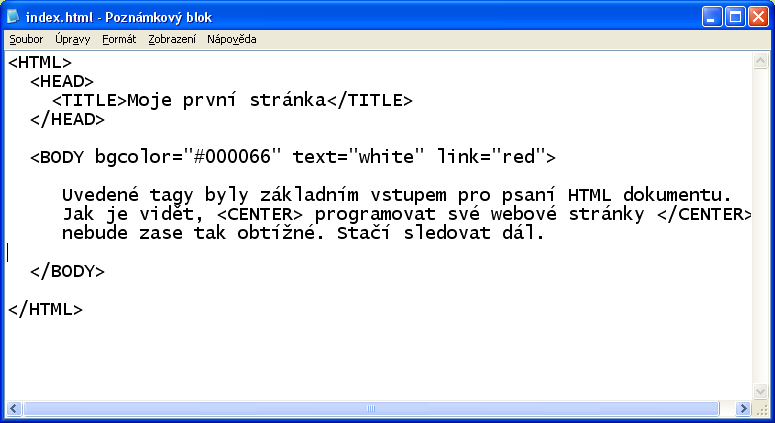 index.html - Poznámkový blok
Soubor Úpravy Formát Zobrazení Nápověda
<HTML>
<HEAD>
<TITLE>Moje první stránka</TITLE>
</HEAD>
<BODY bgcolor="#000066" text="white" link="red">
Uvedené tagy byly základním vstupem pro psaní HTML dokumentu.
Jak je vidět, <CENTER> programovat své webové stránky </CENTER>
nebude zase tak obtížné. Stačí sledovat dál.
</BODY>
</HTML>